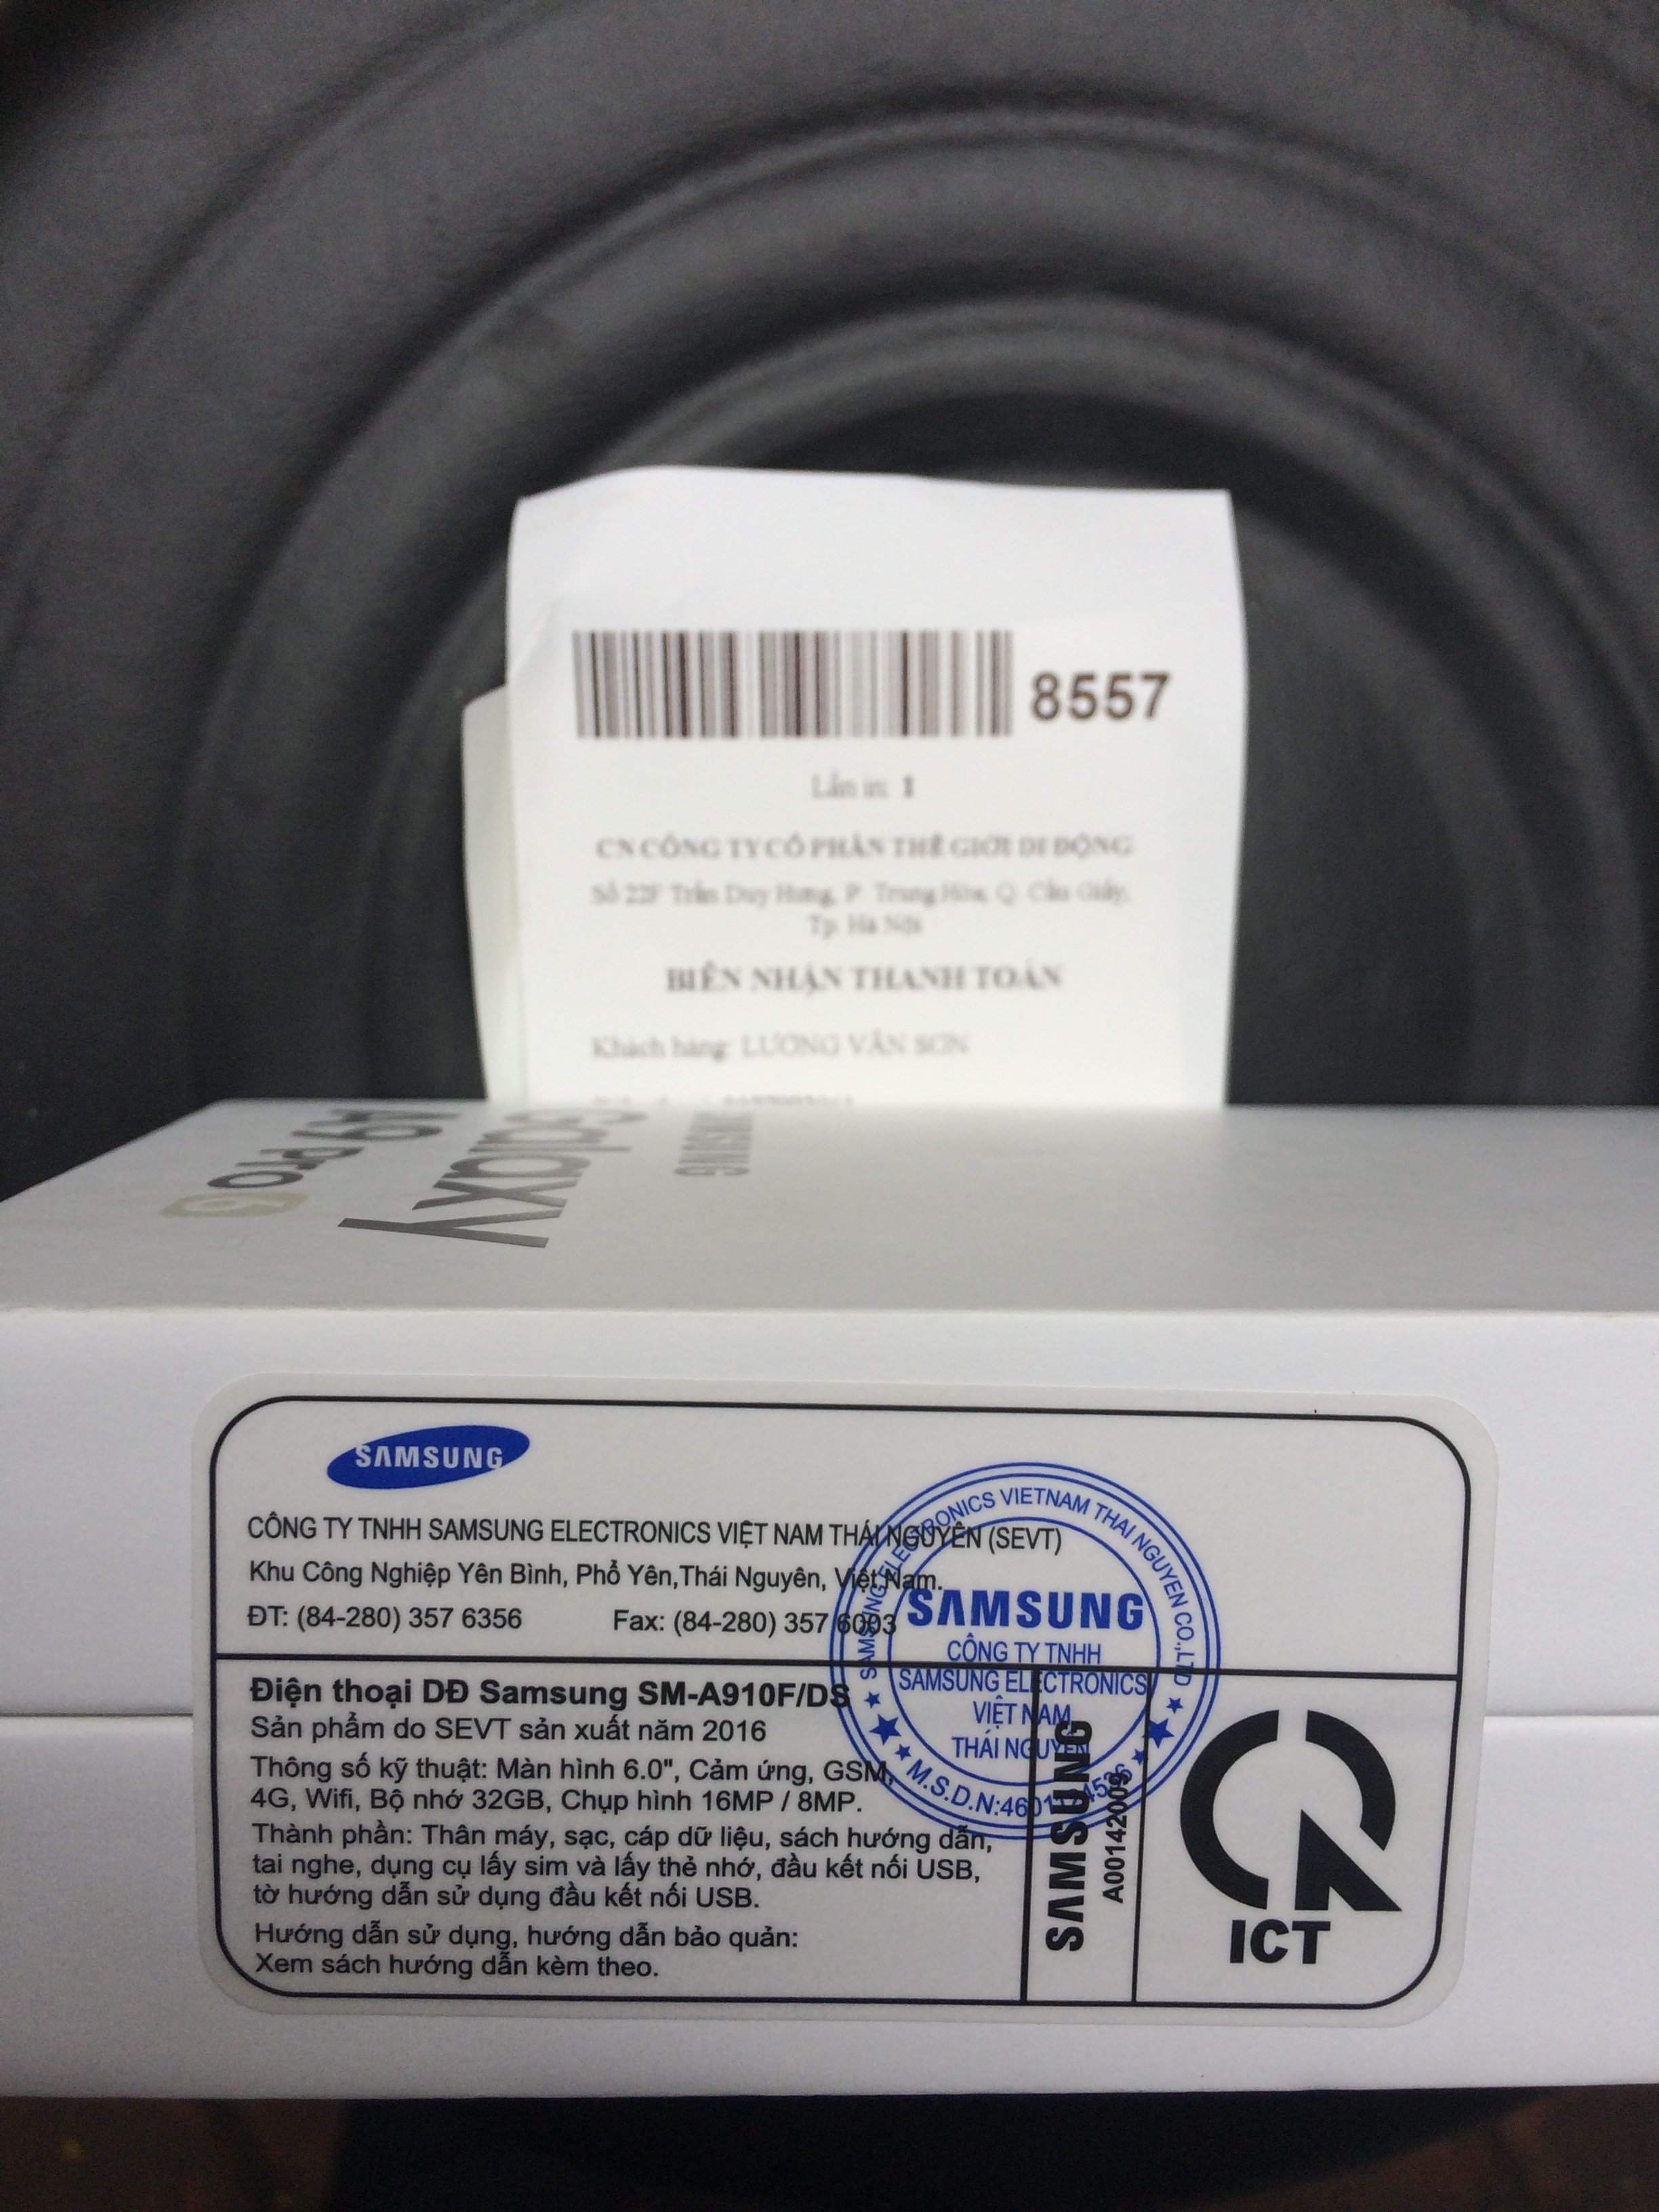 8557
Lần in: 1
CN CÔNG TY CỔ PHẦN THẾ GIỚI DI ĐỘNG
Số 22F Trần Duy Hưng, P. Trung Hòa, Q. Cầu Giấy,
Tp. Hà Nội
BIÊN NHẬN THANH TOÁN
Khách hàng: LƯƠNG VĂN SƠN
SAMSUNG
Galaxy
A9 Pro 6
SAMSUNG
CÔNG TY TNHH SAMSUNG ELECTRONICS VIỆT NAM THÁI NGUYÊN (SEVT)
Khu Công Nghiệp Yên Bình, Phổ Yên,Thái Nguyên, Việt Nam.
ĐT: (84-280) 357 6356 Fax: (84-280) 357 6003
SAMSUNG ELECTRONICS VIETNAM THAI NGUYEN CO.,LTD
SAMSUNG
CÔNG TY TNHH
SAMSUNG ELECTRONICS
VIỆT NAM
THÁI NGUYÊN
Điện thoại DĐ Samsung SM-A910F/DS
Sản phẩm do SEVT sản xuất năm 2016
Thông số kỹ thuật: Màn hình 6.0", Cảm ứng, GSM,
4G, Wifi, Bộ nhớ 32GB, Chụp hình 16MP / 8MP.
Thành phần: Thân máy, sạc, cáp dữ liệu, sách hướng dẫn,
tai nghe, dụng cụ lấy sim và lấy thẻ nhớ, đầu kết nối USB,
tờ hướng dẫn sử dụng đầu kết nối USB.
Hướng dẫn sử dụng, hướng dẫn bảo quản:
Xem sách hướng dẫn kèm theo.
SAMSUNG
A00142009
ICT